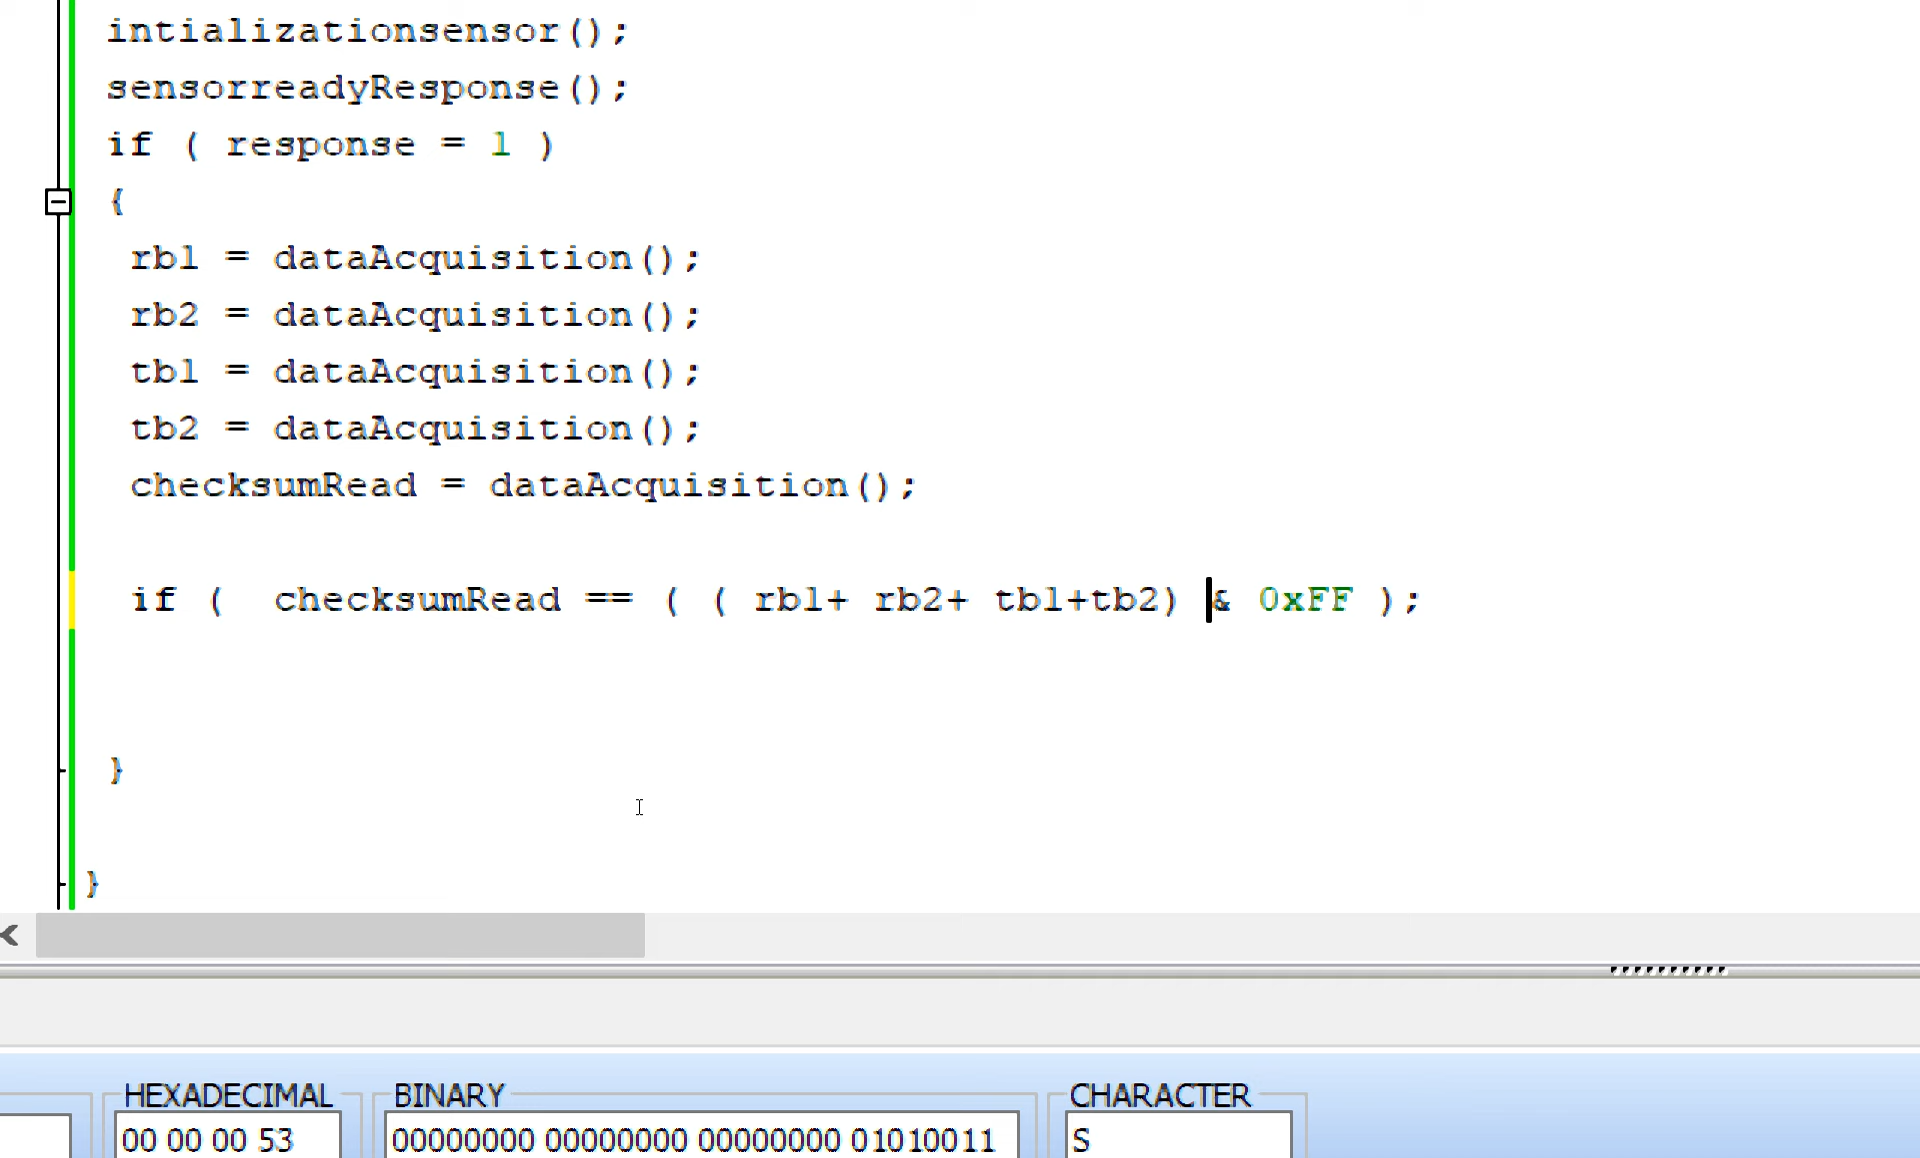 intializationsensor();
sensorreadyResponse();
if ( response = 1 )
{
rb1 = dataAcquisition();
rb2 = dataAcquisition();
tb1 = dataAcquisition();
tb2 = dataAcquisition();
checksumRead = dataAcquisition();
if (  checksumRead == ( ( rb1+ rb2+ tb1+tb2) & 0xFF );
}
}
HEXADECIMAL BINARY CHARACTER
00 00 00 53 00000000 00000000 00000000 01010011 S